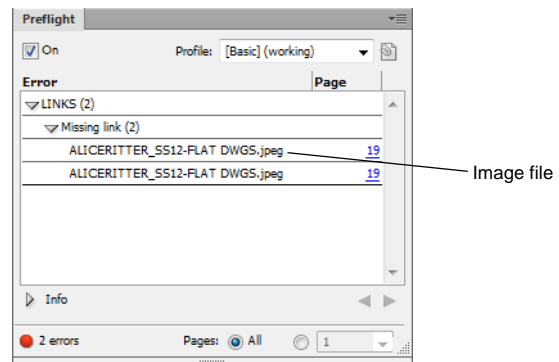 Preflight
On Profile: [Basic] (working)
Error Page
LINKS (2)
Missing link (2)
ALICERITTER_SS12-FLAT DWGS.jpeg 19
ALICERITTER_SS12-FLAT DWGS.jpeg 19
Image file
Info
2 errors Pages: All 1